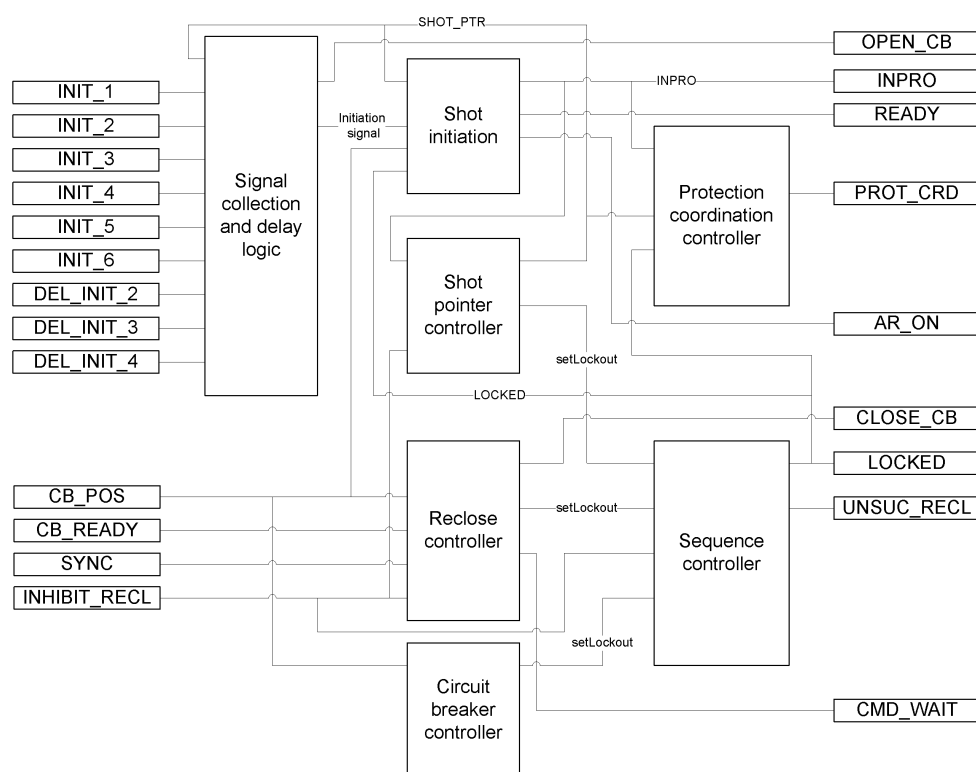 SHOT_PTR
OPEN_CB
INIT_1
INIT_2
INIT_3
INIT_4
INIT_5
INIT_6
DEL_INIT_2
DEL_INIT_3
DEL_INIT_4
Signal
collection
and delay
logic
Initiation
signal
Shot
initiation
INPRO
INPRO
READY
Protection
coordination
controller
PROT_CRD
Shot
pointer
controller
AR_ON
setLockout
LOCKED
CLOSE_CB
LOCKED
UNSUC_RECL
CB_POS
CB_READY
SYNC
INHIBIT_RECL
Reclose
controller
setLockout
Sequence
controller
setLockout
Circuit
breaker
controller
CMD_WAIT